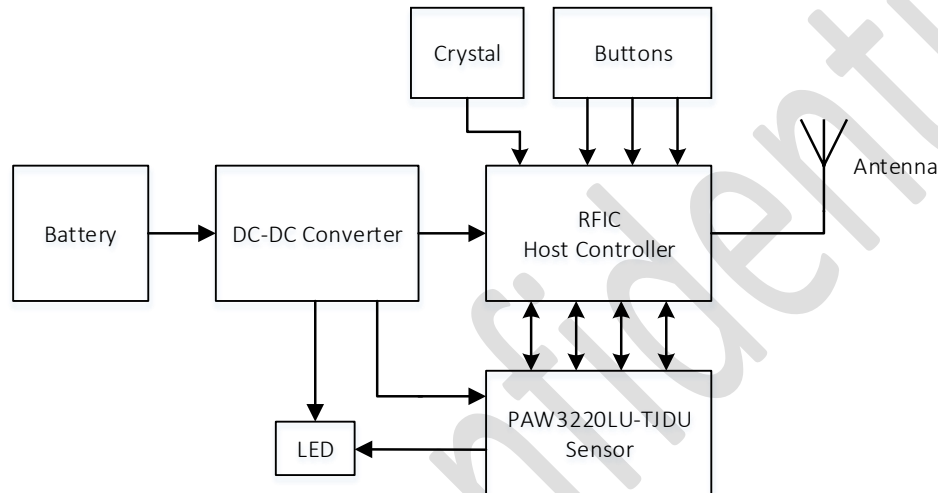 Crystal
Buttons
Antenna
Battery
DC-DC Converter
RFIC
Host Controller
PAW3220LU-TJDU
Sensor
LED